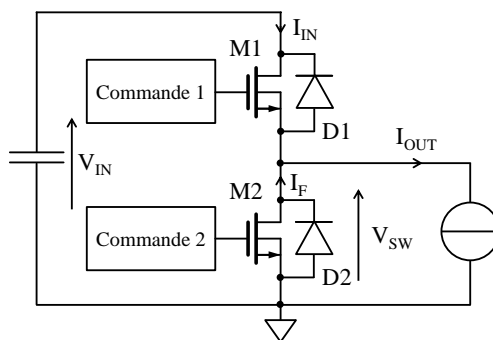 I_IN
M1
Commande 1
D1
V_IN
I_OUT
M2
I_F
Commande 2
V_SW
D2